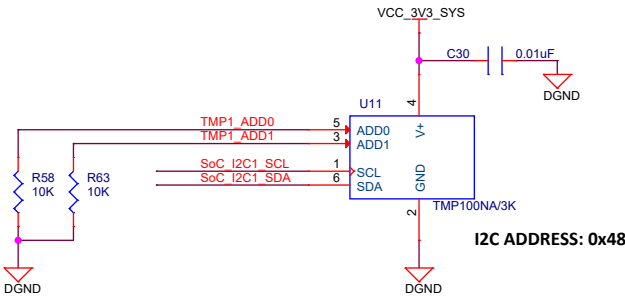 VCC_3V3_SYS
C30 0.01uF
DGND
U11
TMP1_ADD0 5 ADD0 4 V+
TMP1_ADD1 3 ADD1
R58 10K
R63 10K
SoC_I2C1_SCL 1 SCL
SoC_I2C1_SDA 6 SDA
GND 2
TMP100NA/3K
I2C ADDRESS: 0x48
DGND
DGND